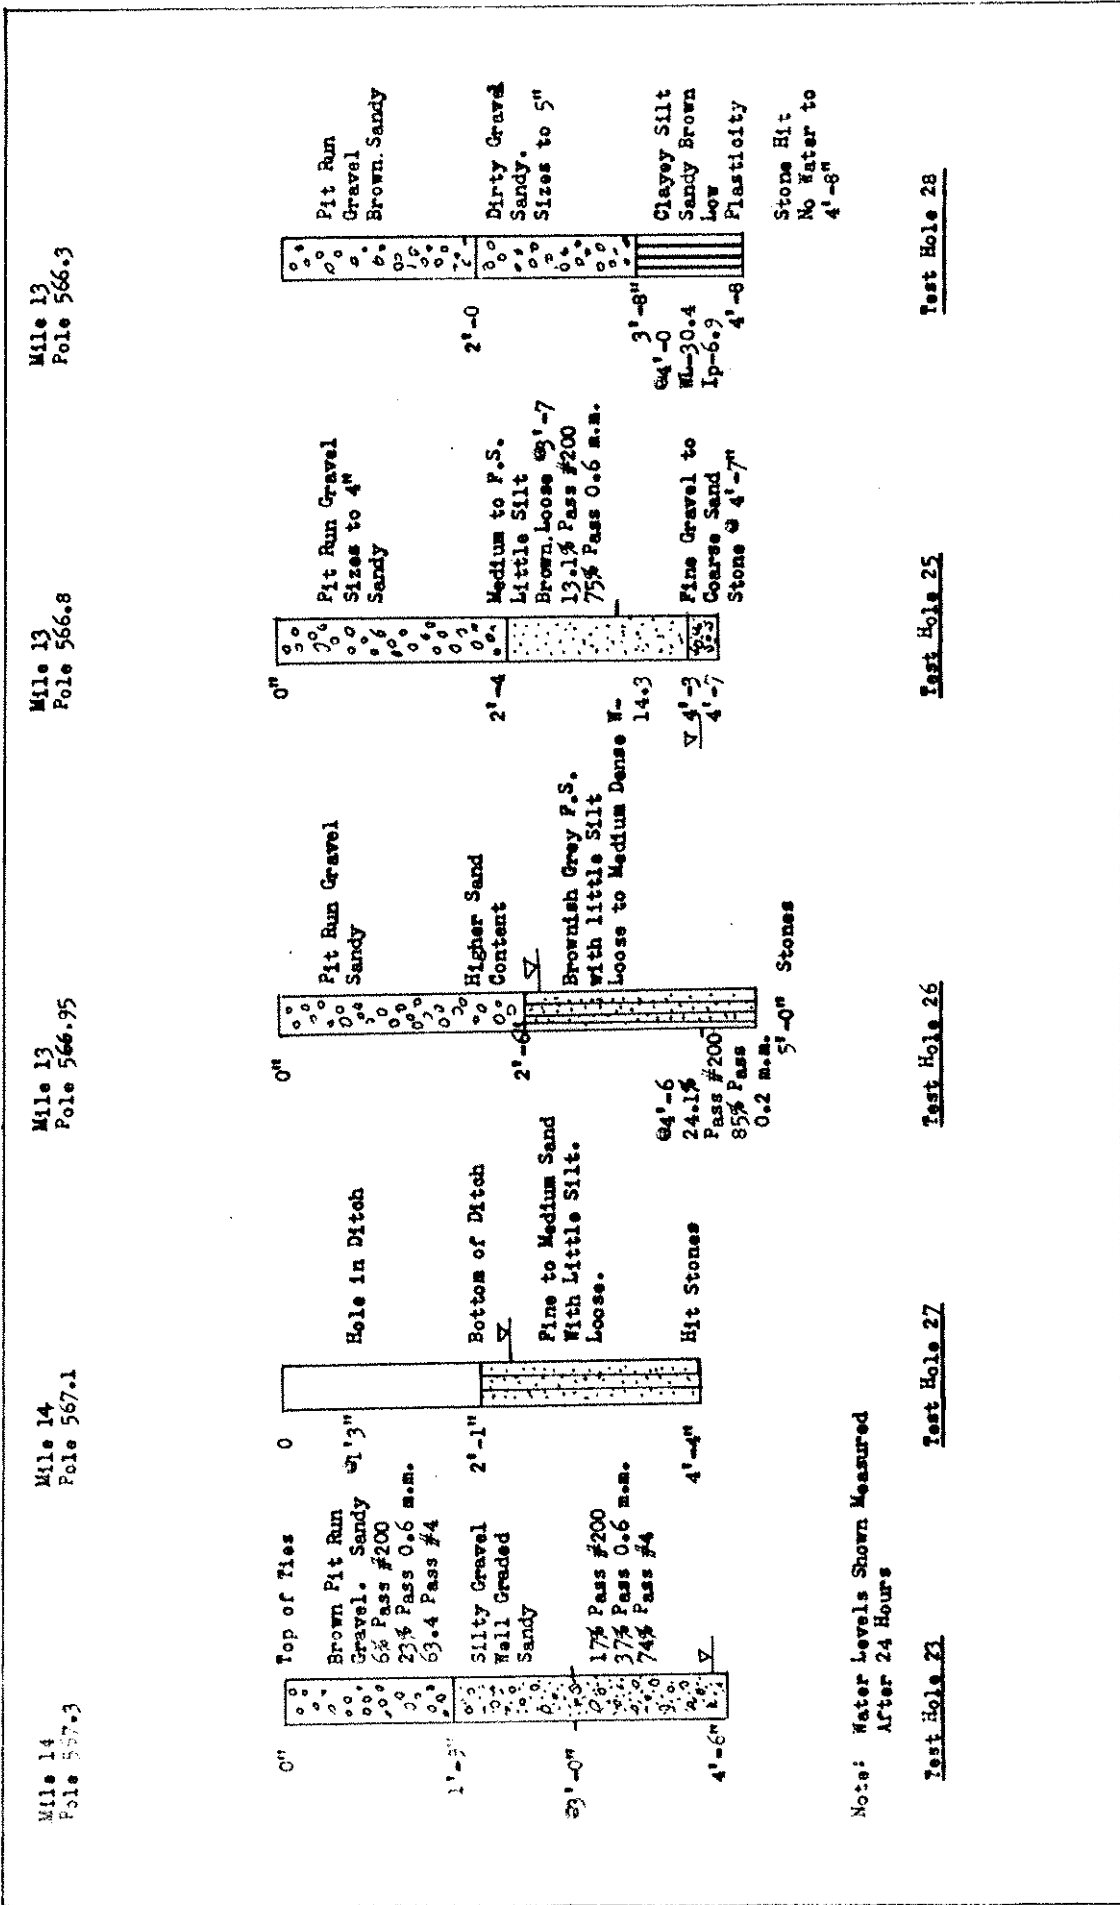 Mile 14
Pole 567.3
0"
Top of Ties
Brown Pit Run
Gravel. Sandy @1'3"
6% Pass #200
23% Pass 0.6 m.m.
63.4 Pass #4
Silty Gravel
Well Graded
Sandy
@3'-0"
17% Pass #200
37% Pass 0.6 m.m.
74% Pass #4
4'-6"
Note: Water Levels Shown Measured
After 24 Hours
Test Hole 23
Mile 14
Pole 567.1
0
Hole in Ditch
2'-1"
Bottom of Ditch
Fine to Medium Sand
With Little Silt.
Loose.
4'-4"
Hit Stones
Test Hole 27
Mile 13
Pole 566.95
0"
Pit Run Gravel
Sandy
Higher Sand
Content
2'-6"
Brownish Grey F.S.
with little Silt
Loose to Medium Dense W-
14.3
@4'-6
24.1%
Pass #200
85% Pass
0.2 m.m.
5'-0" Stones
Test Hole 26
Mile 13
Pole 566.8
0"
Pit Run Gravel
Sizes to 4"
Sandy
2'-4
Medium to F.S.
Little Silt
Brown.Loose @3'-7
13.1% Pass #200
75% Pass 0.6 m.m.
4'-3
4'-7
Fine Gravel to
Coarse Sand
Stone @ 4'-7"
Test Hole 25
Mile 13
Pole 566.3
Pit Run
Gravel
Brown.Sandy
2'-0
Dirty Gravel
Sandy.
Sizes to 5"
3'-8"
@4'-0
WL-30.4
Ip-6.9
4'-8
Clayey Silt
Sandy Brown
Low
Plasticity
Stone Hit
No Water to
4'-8"
Test Hole 28